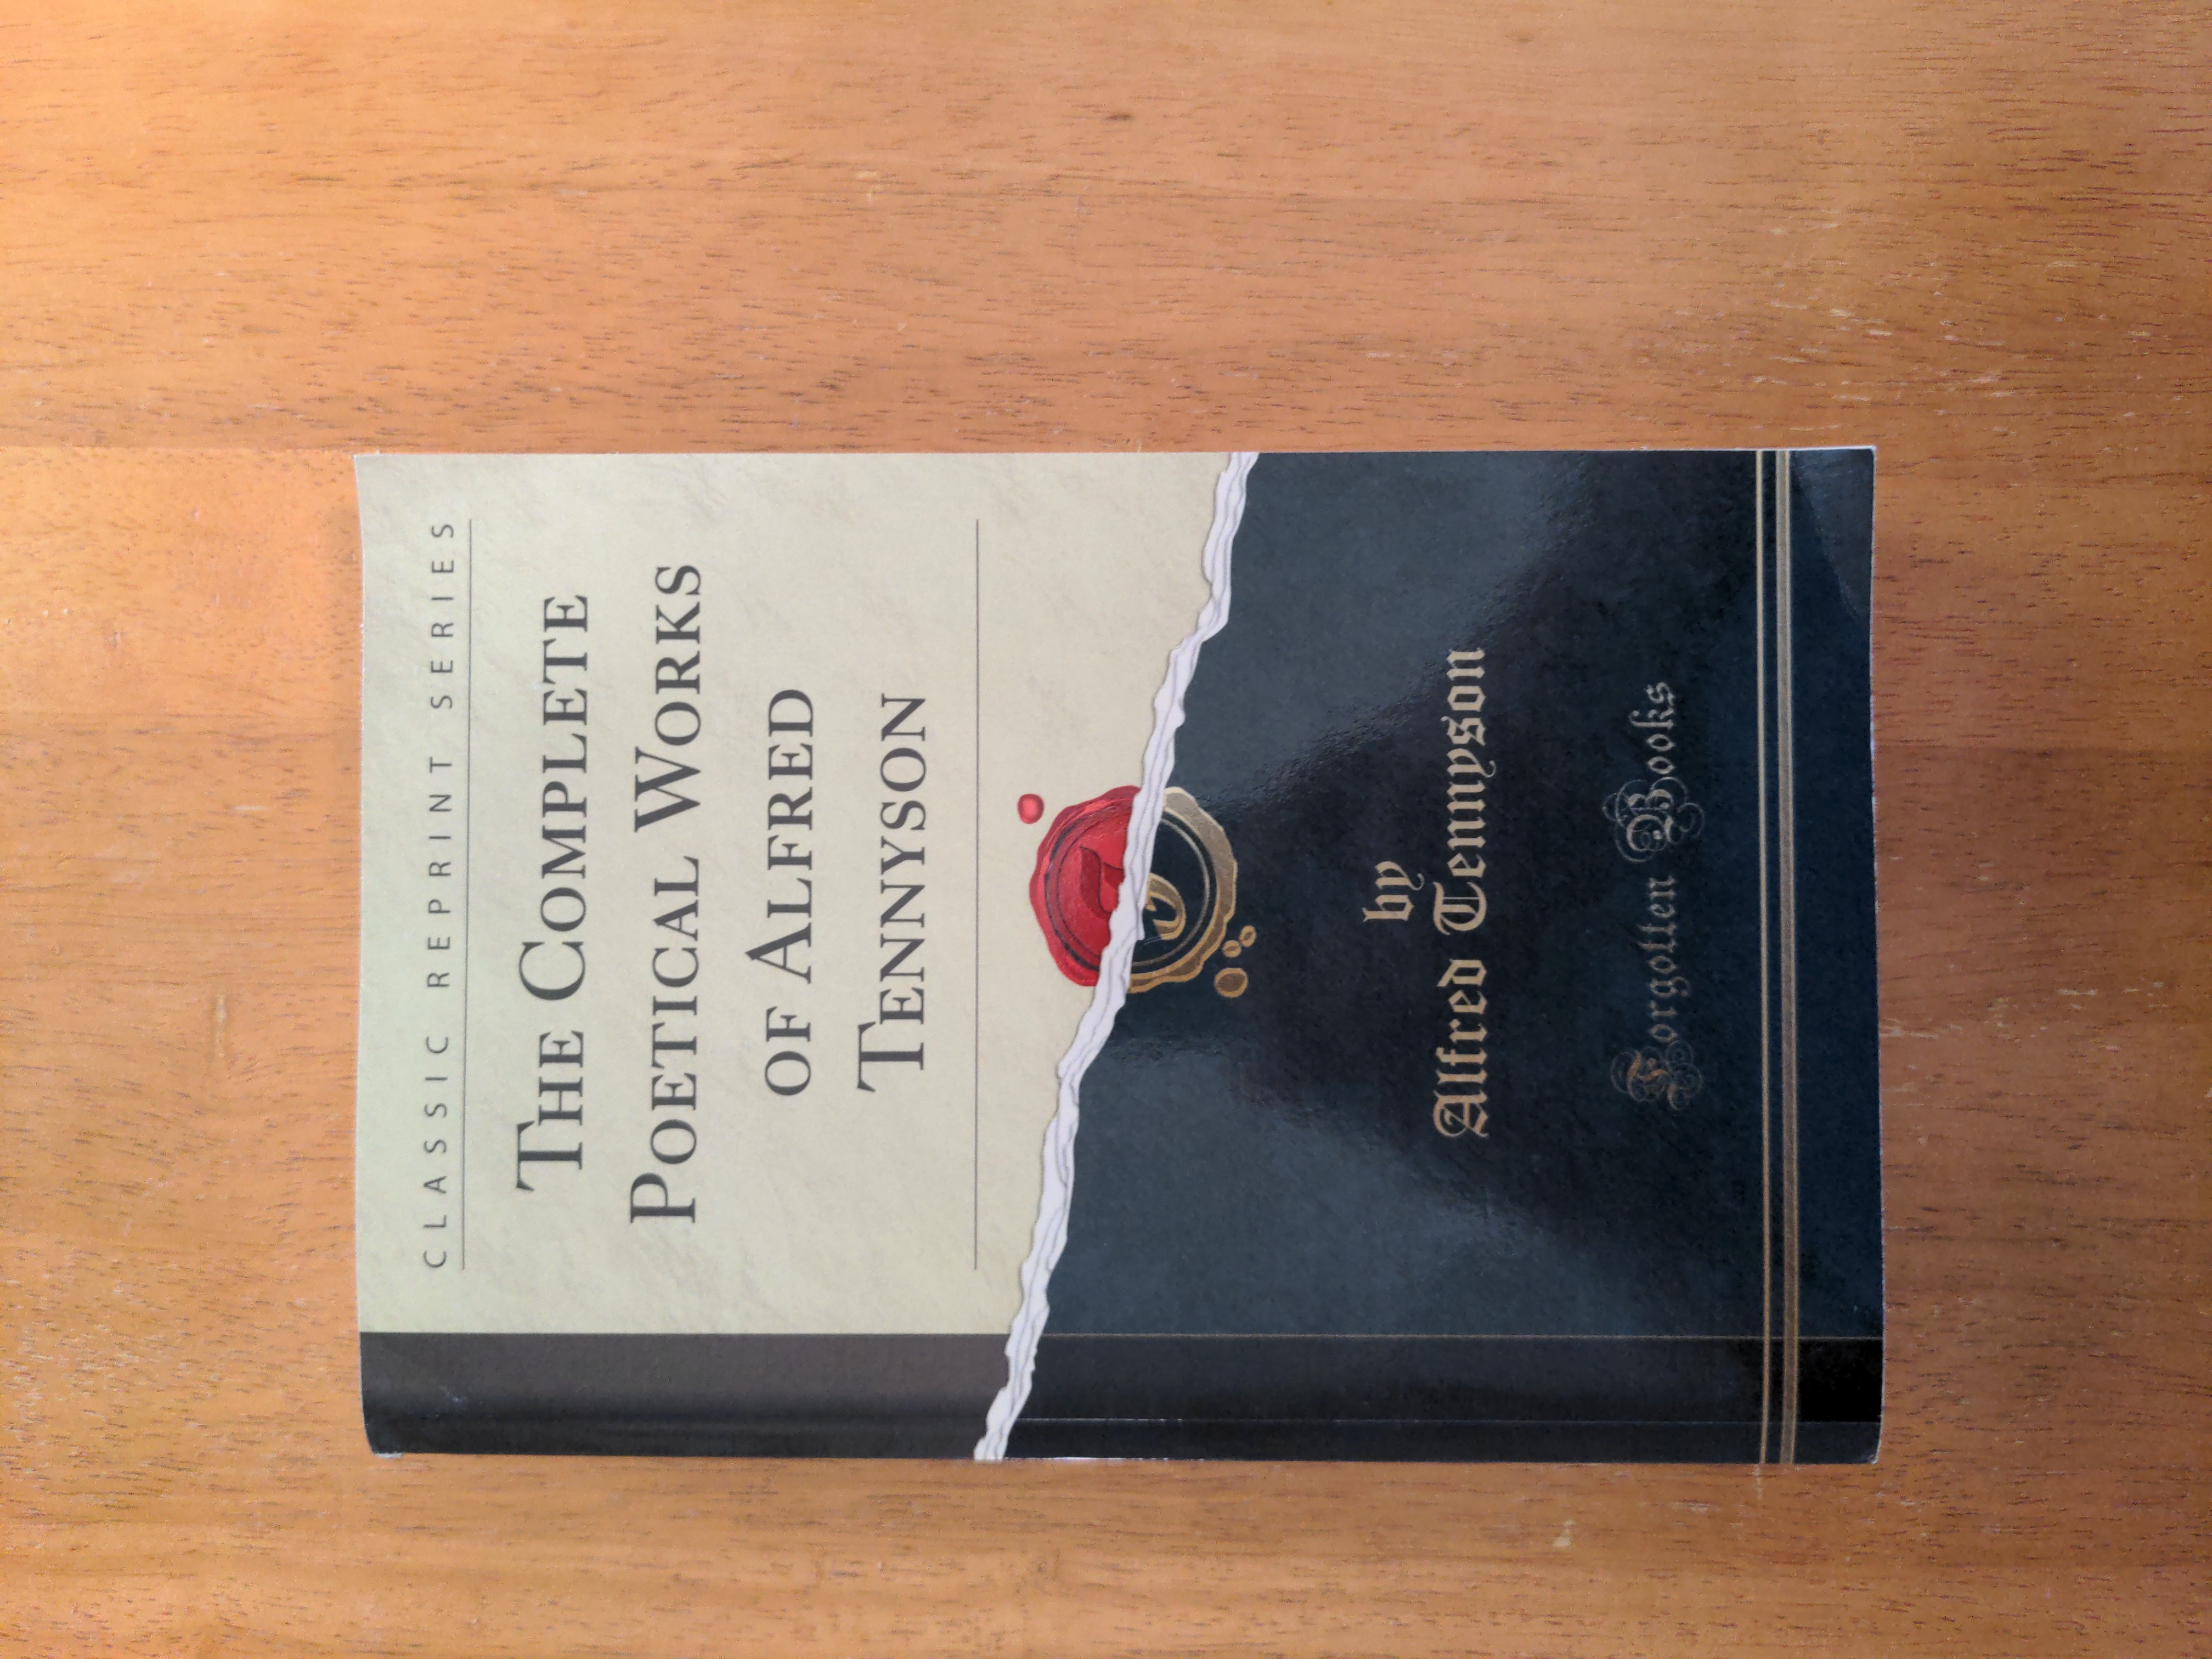 CLASSIC REPRINT SERIES
THE COMPLETE
POETICAL WORKS
OF ALFRED
TENNYSON
by
Alfred Tennyson
Forgotten Books